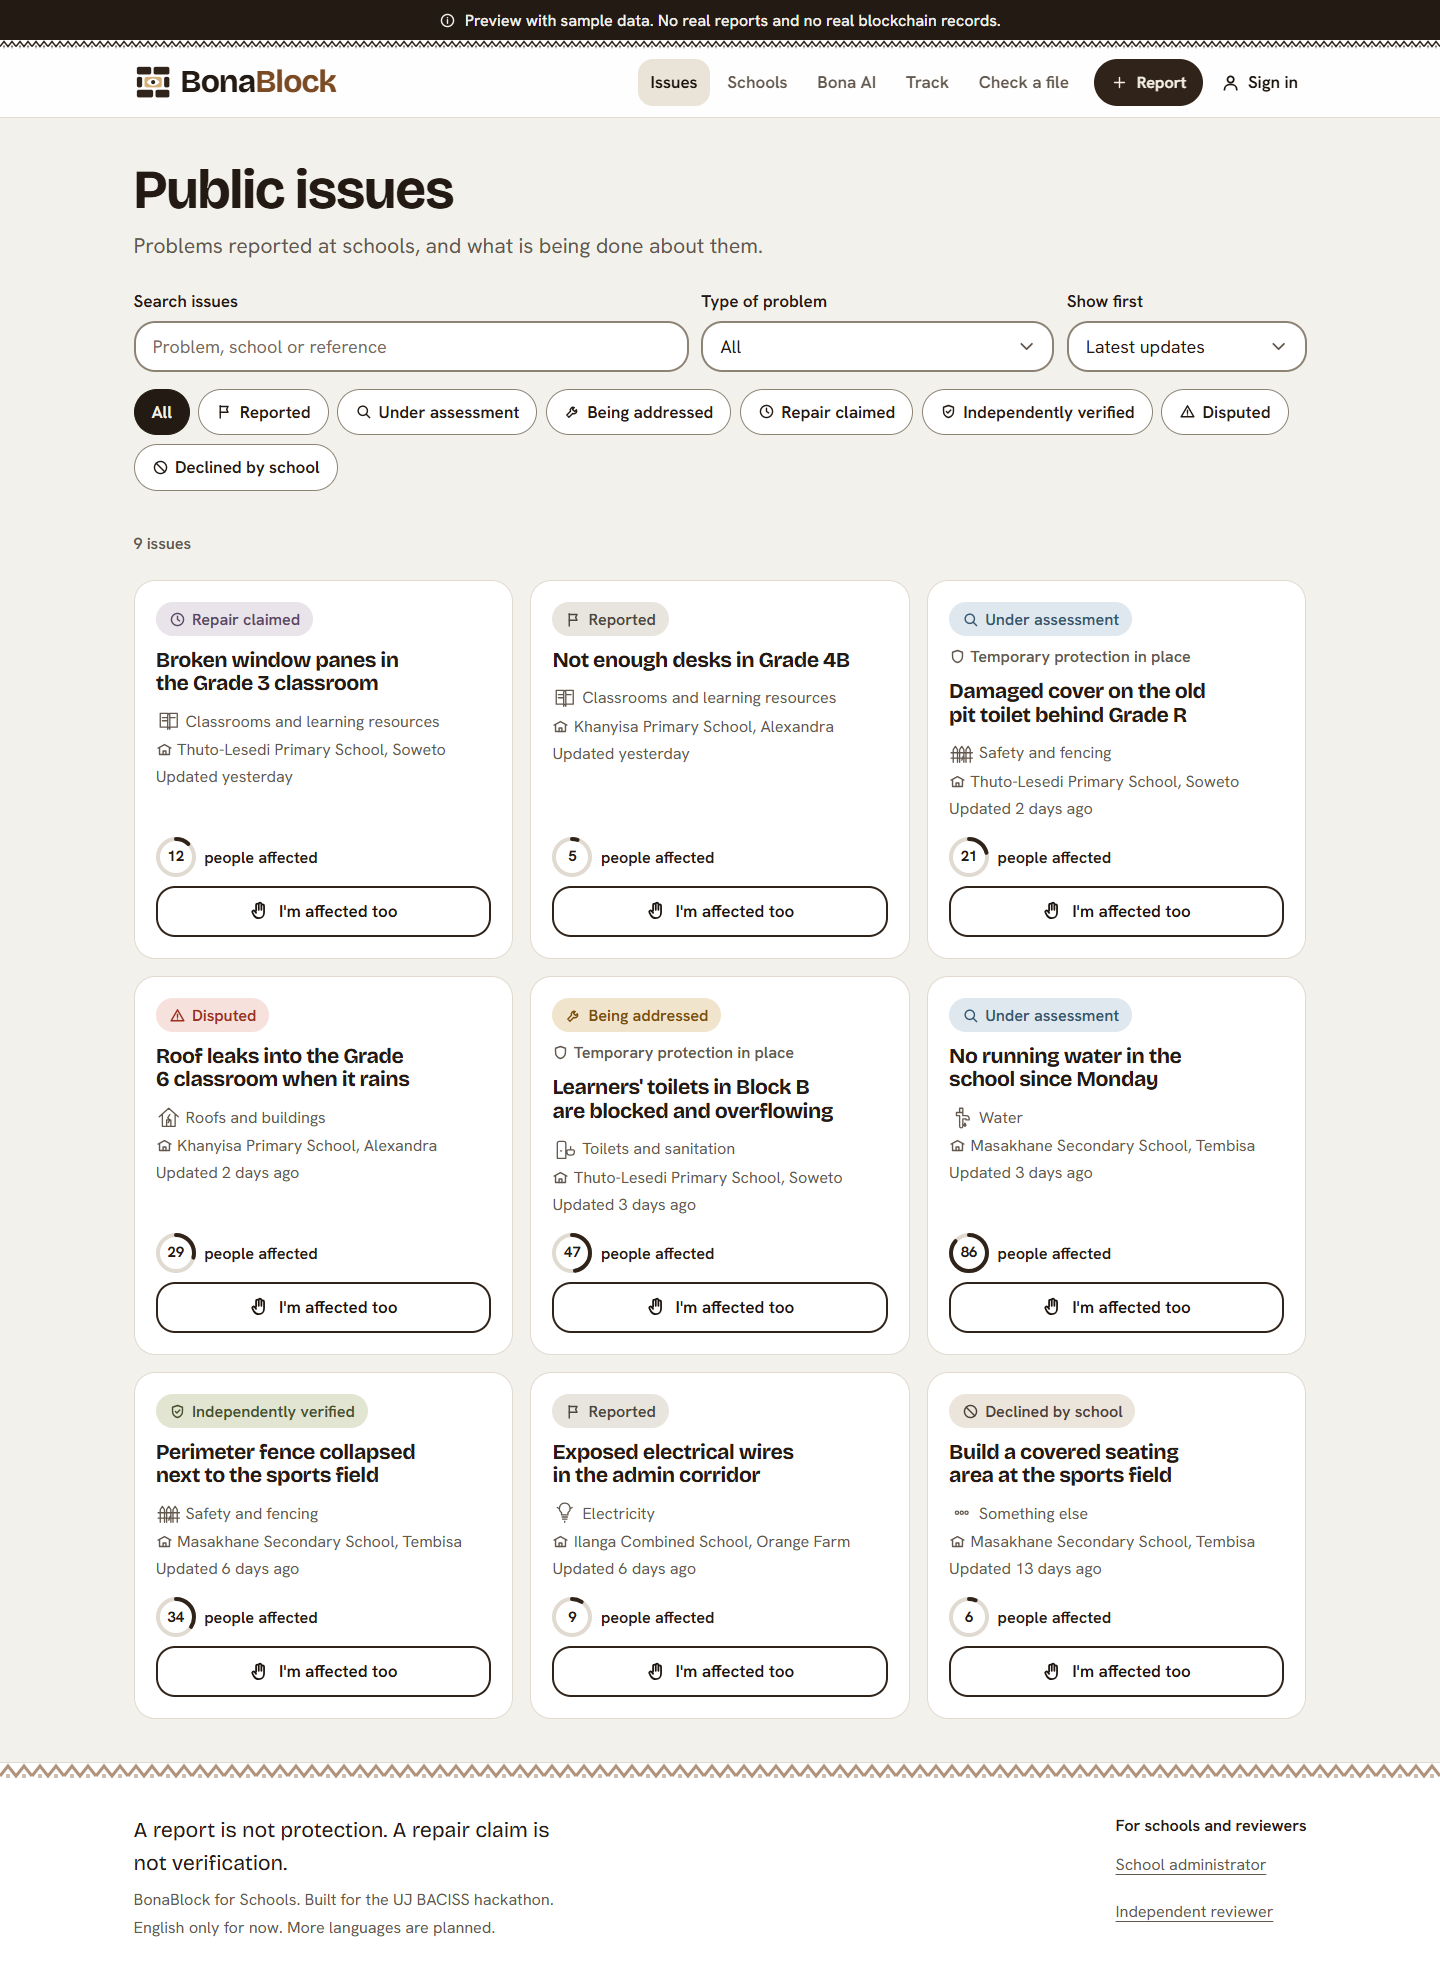 Preview with sample data. No real reports and no real blockchain records.
BonaBlock
Issues
Schools
Bona AI
Track
Check a file
Report
Sign in
Public issues
Problems reported at schools, and what is being done about them.
Search issues
Type of problem
Show first
Problem, school or reference
All
Latest updates
All
Reported
Under assessment
Being addressed
Repair claimed
Independently verified
Disputed
Declined by school
9 issues
Repair claimed
Broken window panes in
the Grade 3 classroom
Classrooms and learning resources
Thuto-Lesedi Primary School, Soweto
Updated yesterday
12 people affected
I'm affected too
Reported
Not enough desks in Grade 4B
Classrooms and learning resources
Khanyisa Primary School, Alexandra
Updated yesterday
5 people affected
I'm affected too
Under assessment
Temporary protection in place
Damaged cover on the old
pit toilet behind Grade R
Safety and fencing
Thuto-Lesedi Primary School, Soweto
Updated 2 days ago
21 people affected
I'm affected too
Disputed
Roof leaks into the Grade
6 classroom when it rains
Roofs and buildings
Khanyisa Primary School, Alexandra
Updated 2 days ago
29 people affected
I'm affected too
Being addressed
Temporary protection in place
Learners' toilets in Block B
are blocked and overflowing
Toilets and sanitation
Thuto-Lesedi Primary School, Soweto
Updated 3 days ago
47 people affected
I'm affected too
Under assessment
No running water in the
school since Monday
Water
Masakhane Secondary School, Tembisa
Updated 3 days ago
86 people affected
I'm affected too
Independently verified
Perimeter fence collapsed
next to the sports field
Safety and fencing
Masakhane Secondary School, Tembisa
Updated 6 days ago
34 people affected
I'm affected too
Reported
Exposed electrical wires
in the admin corridor
Electricity
Ilanga Combined School, Orange Farm
Updated 6 days ago
9 people affected
I'm affected too
Declined by school
Build a covered seating
area at the sports field
Something else
Masakhane Secondary School, Tembisa
Updated 13 days ago
6 people affected
I'm affected too
A report is not protection. A repair claim is
not verification.
BonaBlock for Schools. Built for the UJ BACISS hackathon.
English only for now. More languages are planned.
For schools and reviewers
School administrator
Independent reviewer